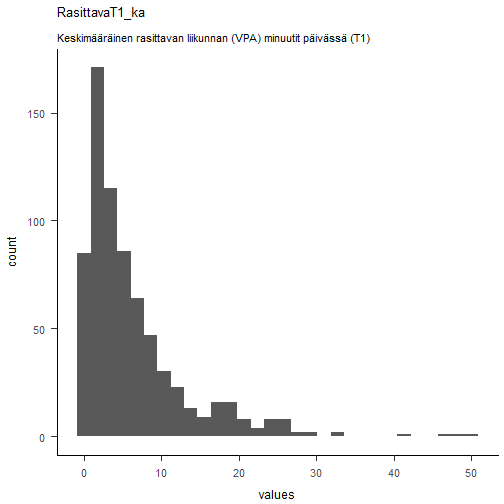 RasittavaT1_ka
Keskimääräinen rasittavan liikunnan (VPA) minuutit päivässä (T1)
150
100
50
0
count
0 10 20 30 40 50
values